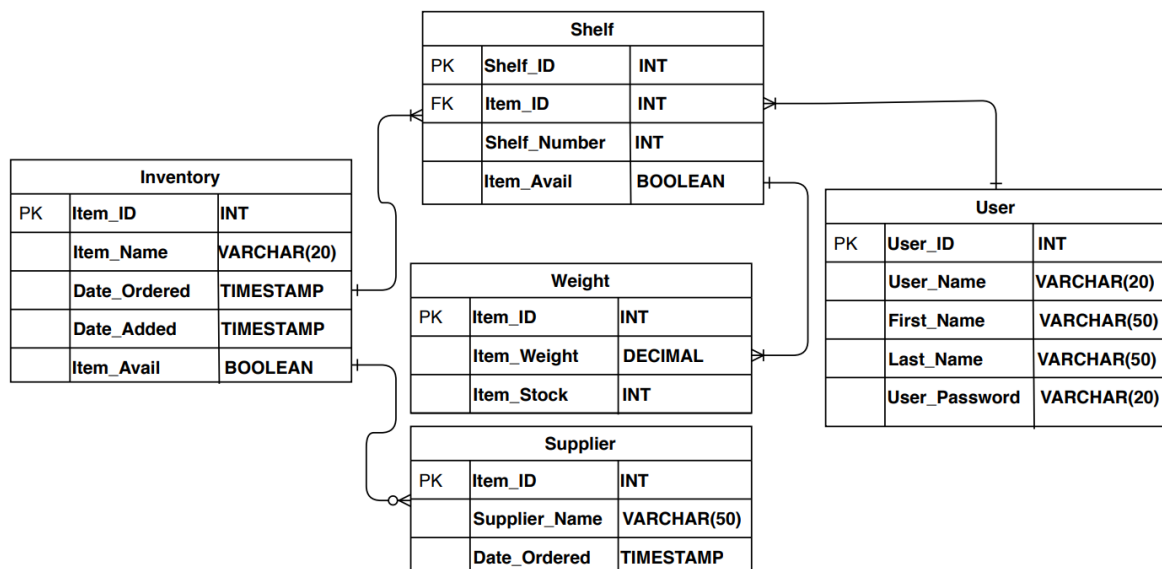 Shelf
PK Shelf_ID INT
FK Item_ID INT
Shelf_Number INT
Item_Avail BOOLEAN
Inventory
PK Item_ID INT
Item_Name VARCHAR(20)
Date_Ordered TIMESTAMP
Date_Added TIMESTAMP
Item_Avail BOOLEAN
User
PK User_ID INT
User_Name VARCHAR(20)
First_Name VARCHAR(50)
Last_Name VARCHAR(50)
User_Password VARCHAR(20)
Weight
PK Item_ID INT
Item_Weight DECIMAL
Item_Stock INT
Supplier
PK Item_ID INT
Supplier_Name VARCHAR(50)
Date_Ordered TIMESTAMP